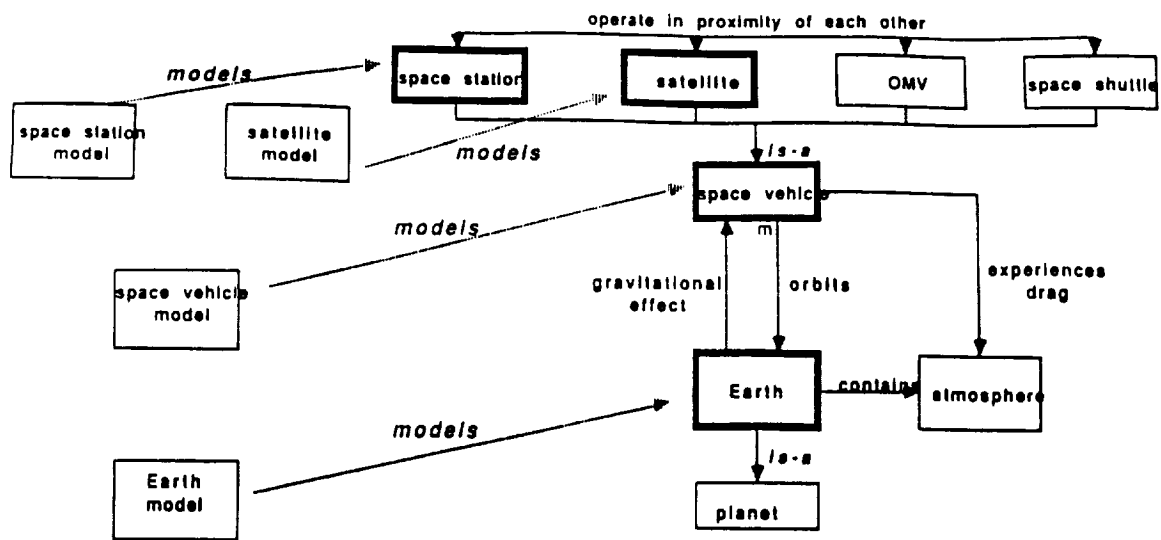 operate in proximity of each other
models
space station
satellite
OMV
space shuttle
space station
model
satellite
model
models
is-a
space vehicle
models
m
gravitational
effect
orbits
experiences
drag
space vehicle
model
Earth
contains
atmosphere
models
is-a
Earth
model
planet